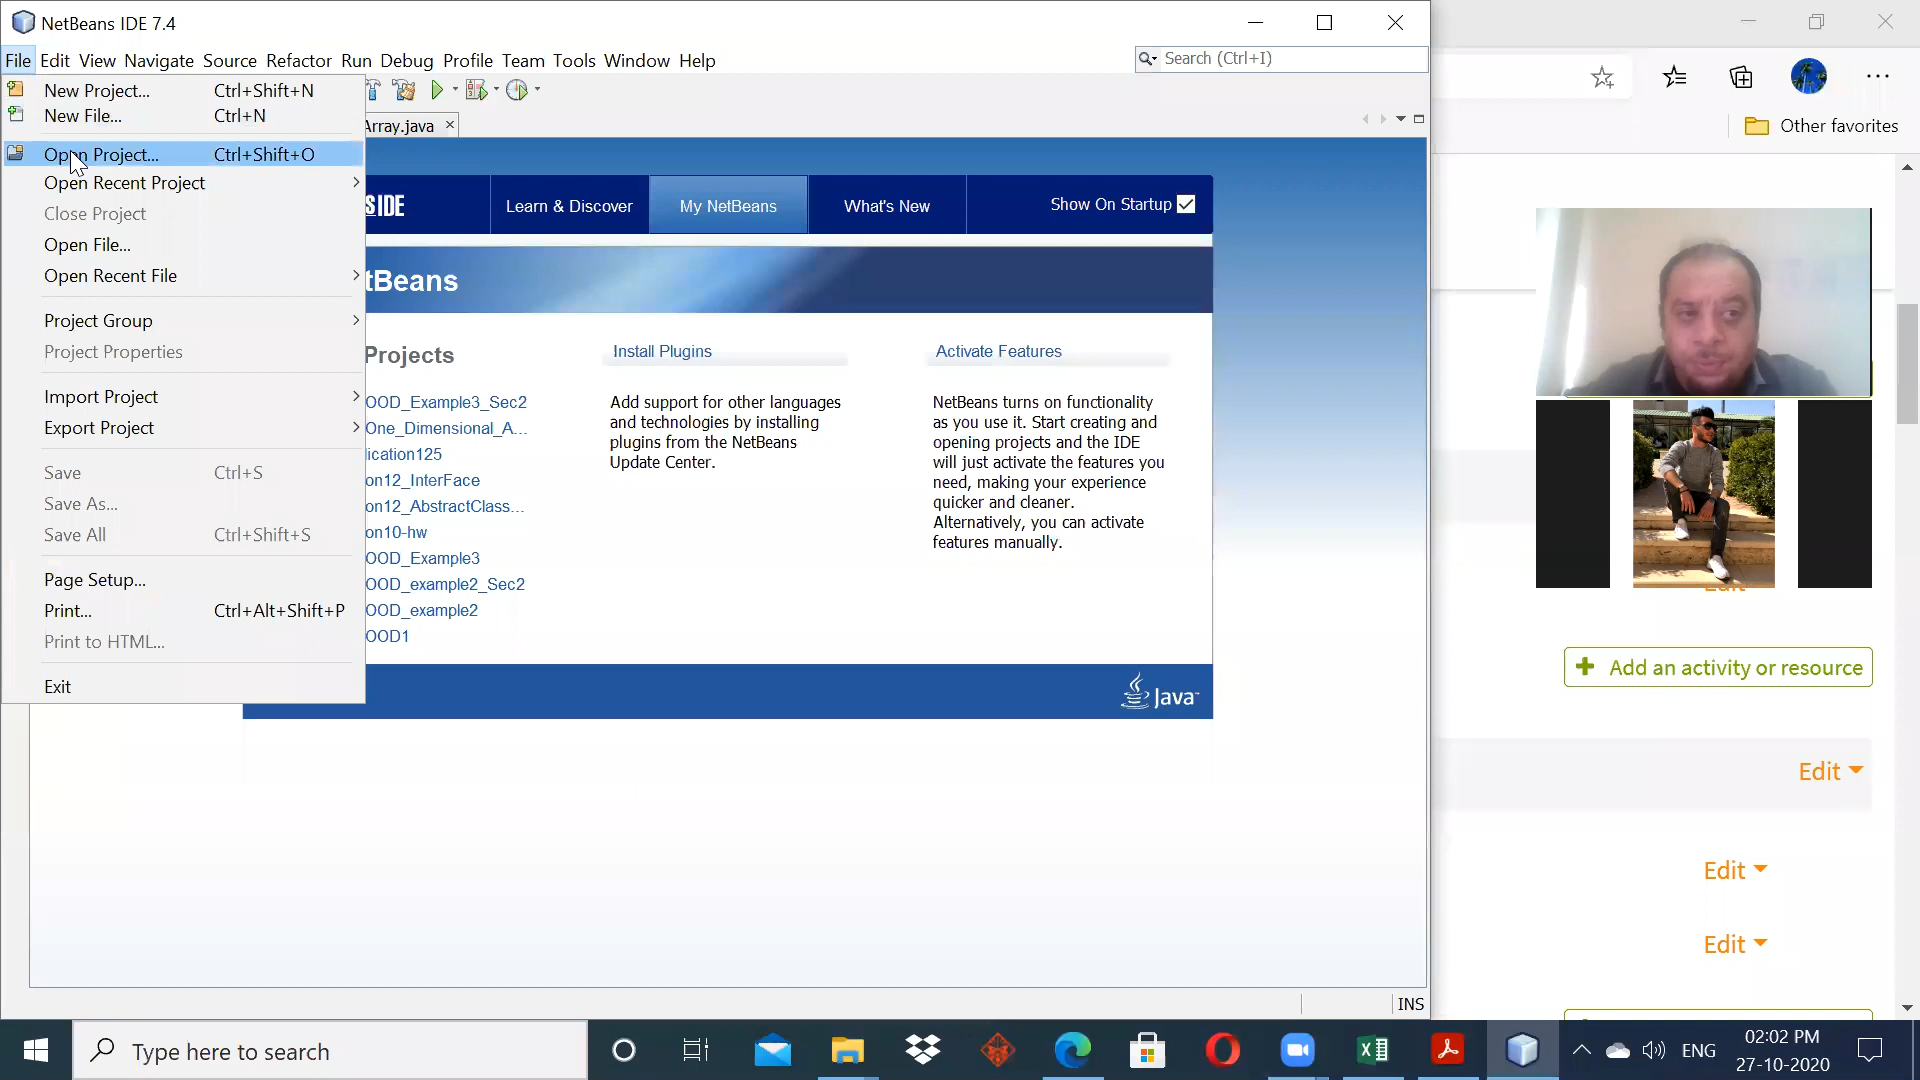 NetBeans IDE 7.4
File Edit View Navigate Source Refactor Run Debug Profile Team Tools Window Help
Search (Ctrl+I)
New Project... Ctrl+Shift+N
New File... Ctrl+N
Open Project... Ctrl+Shift+O
Open Recent Project
Close Project
Open File...
Open Recent File
Project Group
Project Properties
Import Project
Export Project
Save Ctrl+S
Save As...
Save All Ctrl+Shift+S
Page Setup...
Print... Ctrl+Alt+Shift+P
Print to HTML...
Exit
Array.java
IDE
Learn & Discover
My NetBeans
What's New
Show On Startup
tBeans
Projects
OOD_Example3_Sec2
One_Dimensional_A...
ication125
on12_InterFace
on12_AbstractClass...
on10-hw
OOD_Example3
OOD_example2_Sec2
OOD_example2
OOD1
Install Plugins
Add support for other languages
and technologies by installing
plugins from the NetBeans
Update Center.
Activate Features
NetBeans turns on functionality
as you use it. Start creating and
opening projects and the IDE
will just activate the features you
need, making your experience
quicker and cleaner.
Alternatively, you can activate
features manually.
Java
INS
Other favorites
Edit
Add an activity or resource
Edit
Edit
Edit
Type here to search
ENG
02:02 PM
27-10-2020